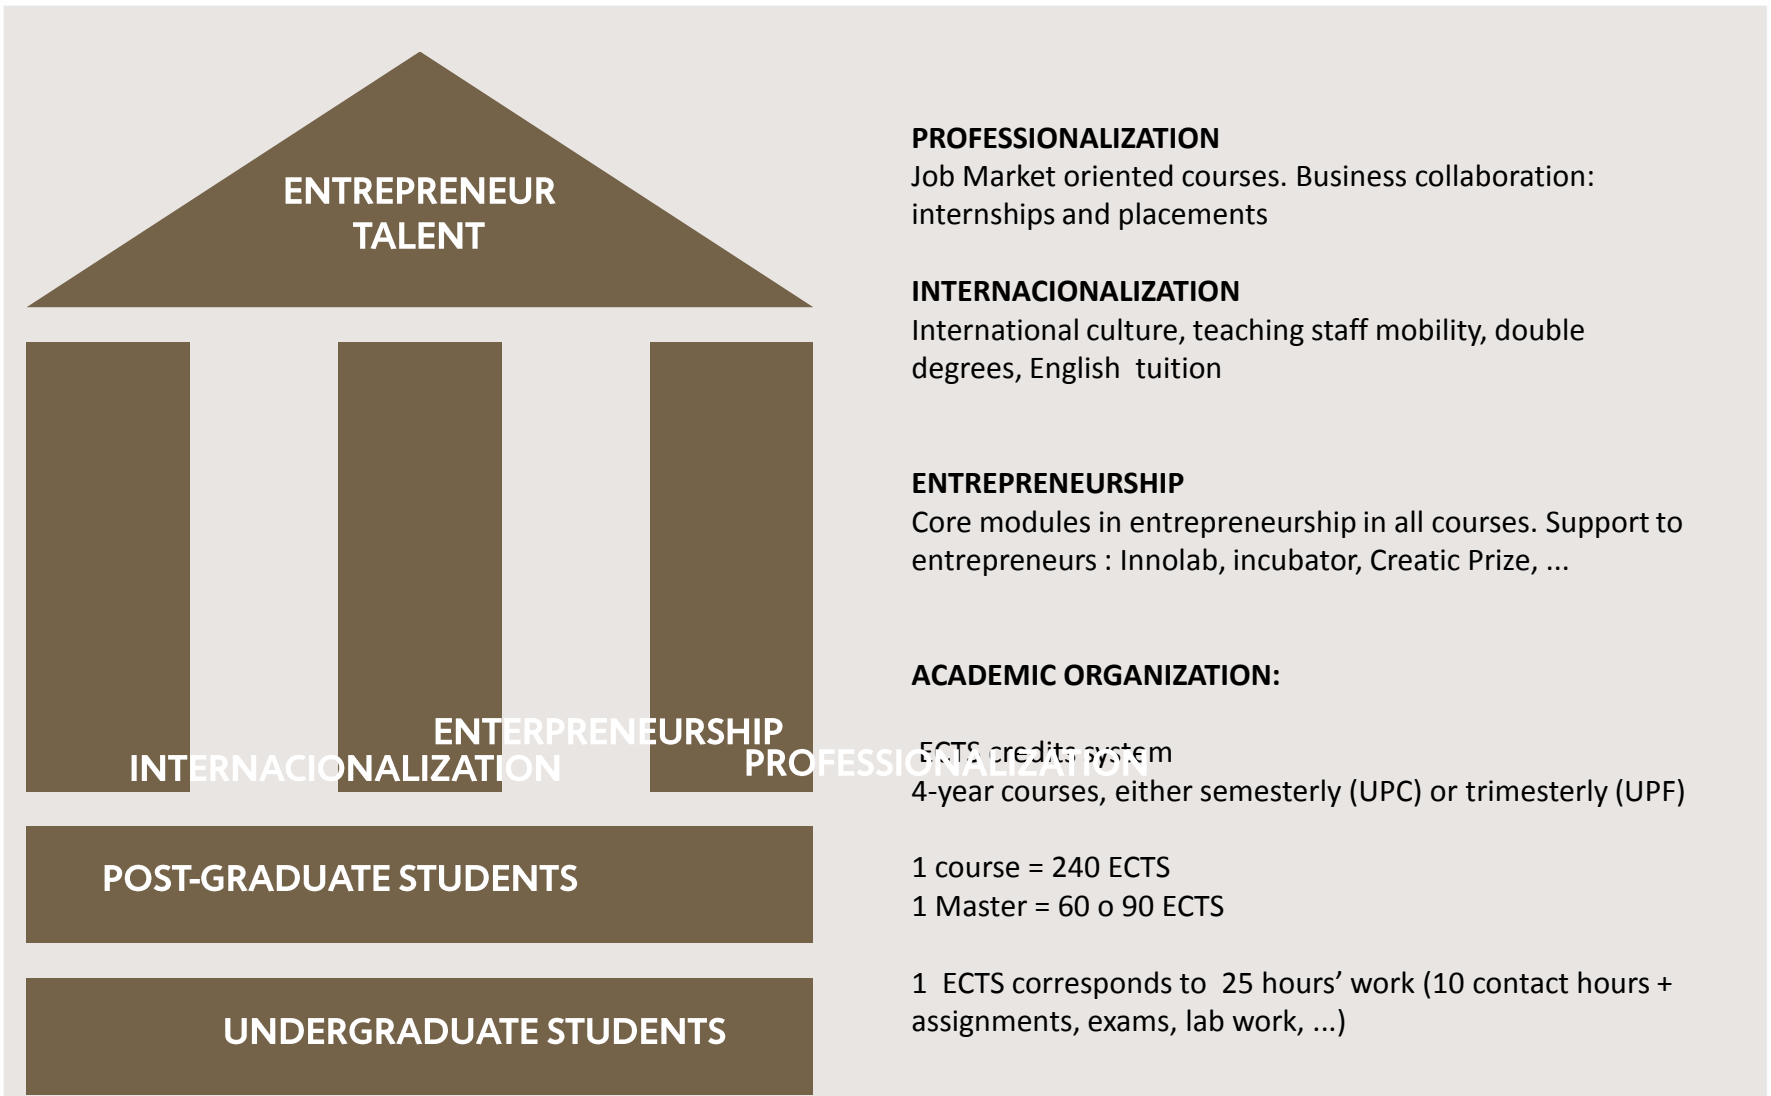 ENTREPRENEUR
TALENT
ENTERPRENEURSHIP
INTERNACIONALIZATION
PROFESSIONALIZATION
POST-GRADUATE STUDENTS
UNDERGRADUATE STUDENTS
PROFESSIONALIZATION
Job Market oriented courses. Business collaboration:
internships and placements
INTERNACIONALIZATION
International culture, teaching staff mobility, double
degrees, English  tuition
ENTREPRENEURSHIP
Core modules in entrepreneurship in all courses. Support to
entrepreneurs : Innolab, incubator, Creatic Prize, ...
ACADEMIC ORGANIZATION:
ECTS credits system
4-year courses, either semesterly (UPC) or trimesterly (UPF)
1 course = 240 ECTS
1 Master = 60 o 90 ECTS
1  ECTS corresponds to  25 hours’ work (10 contact hours +
assignments, exams, lab work, ...)